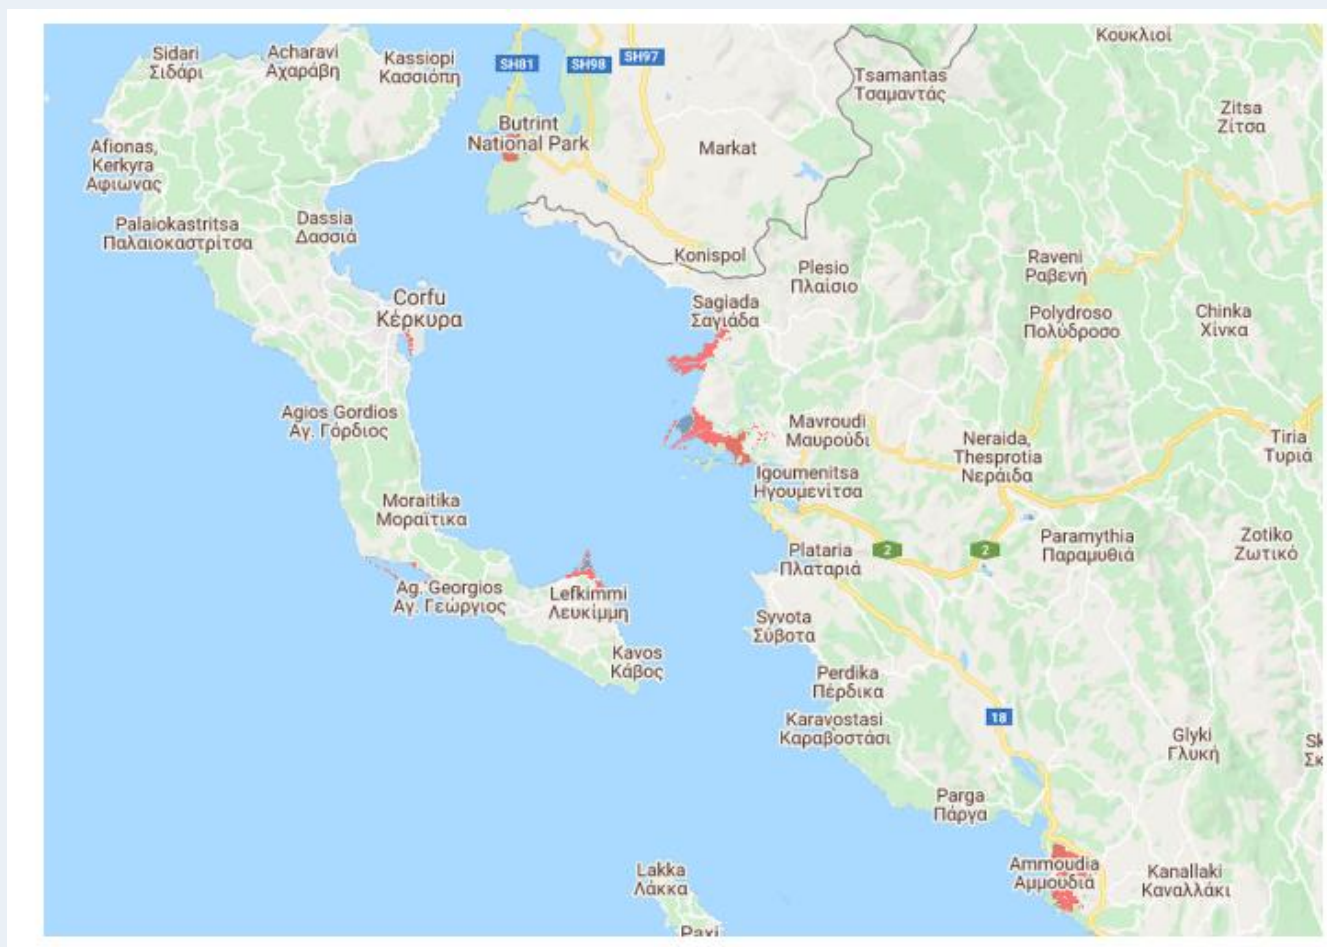 Sidari
Σιδάρι
Acharavi
Αχαράβη
Kassiopi
Κασσιόπη
SH81
SH98
SH97
Κουκλιοί
Tsamantas
Τσαμαντάς
Zitsa
Ζίτσα
Butrint
National Park
Markat
Afionas,
Kerkyra
Αφιωνας
Palaiokastritsa
Παλαιοκαστρίτσα
Dassia
Δασσιά
Konispol
Plesio
Πλαίσιο
Raveni
Ραβενή
Corfu
Κέρκυρα
Sagiada
Σαγιάδα
Polydroso
Πολύδροσο
Chinka
Χίνκα
Agios Gordios
Αγ. Γόρδιος
Mavroudi
Μαυρούδι
Neraida,
Thesprotia
Νεράιδα
Tiria
Τυριά
Igoumenitsa
Ηγουμενίτσα
Moraitika
Μοραΐτικα
Plataria
Πλαταριά
2
2
Paramythia
Παραμυθιά
Zotiko
Ζωτικό
Ag. Georgios
Αγ. Γεώργιος
Lefkimmi
Λευκίμμη
Syvota
Σύβοτα
Kavos
Κάβος
Perdika
Πέρδικα
Karavostasi
Καραβοστάσι
18
Glyki
Γλυκή
Sk
Σκ
Parga
Πάργα
Ammoudia
Αμμουδιά
Kanallaki
Καναλλάκι
Lakka
Λάκκα
Paxi